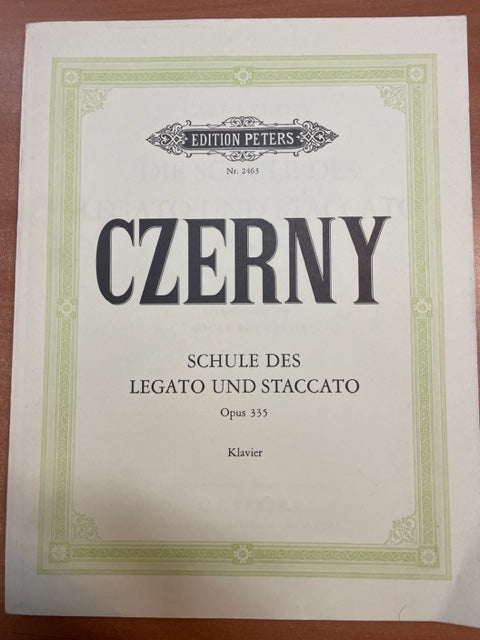 EDITION PETERS
Nr. 2463
CZERNY
SCHULE DES
LEGATO UND STACCATO
Opus 335
Klavier